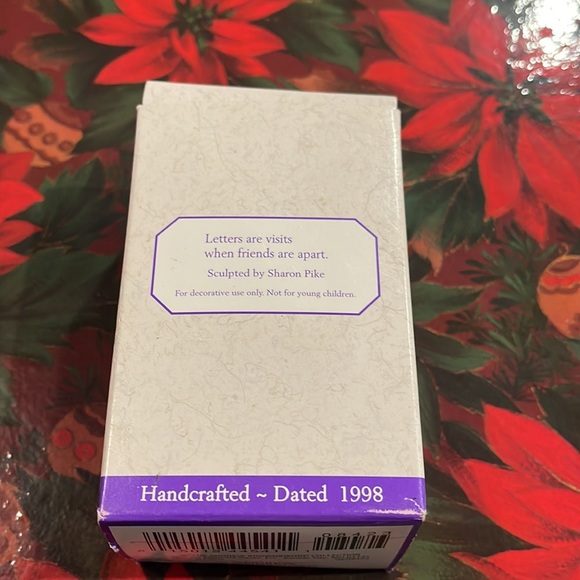 Letters are visits
when friends are apart.
Sculpted by Sharon Pike
For decorative use only. Not for young children.
Handcrafted ~ Dated 1998